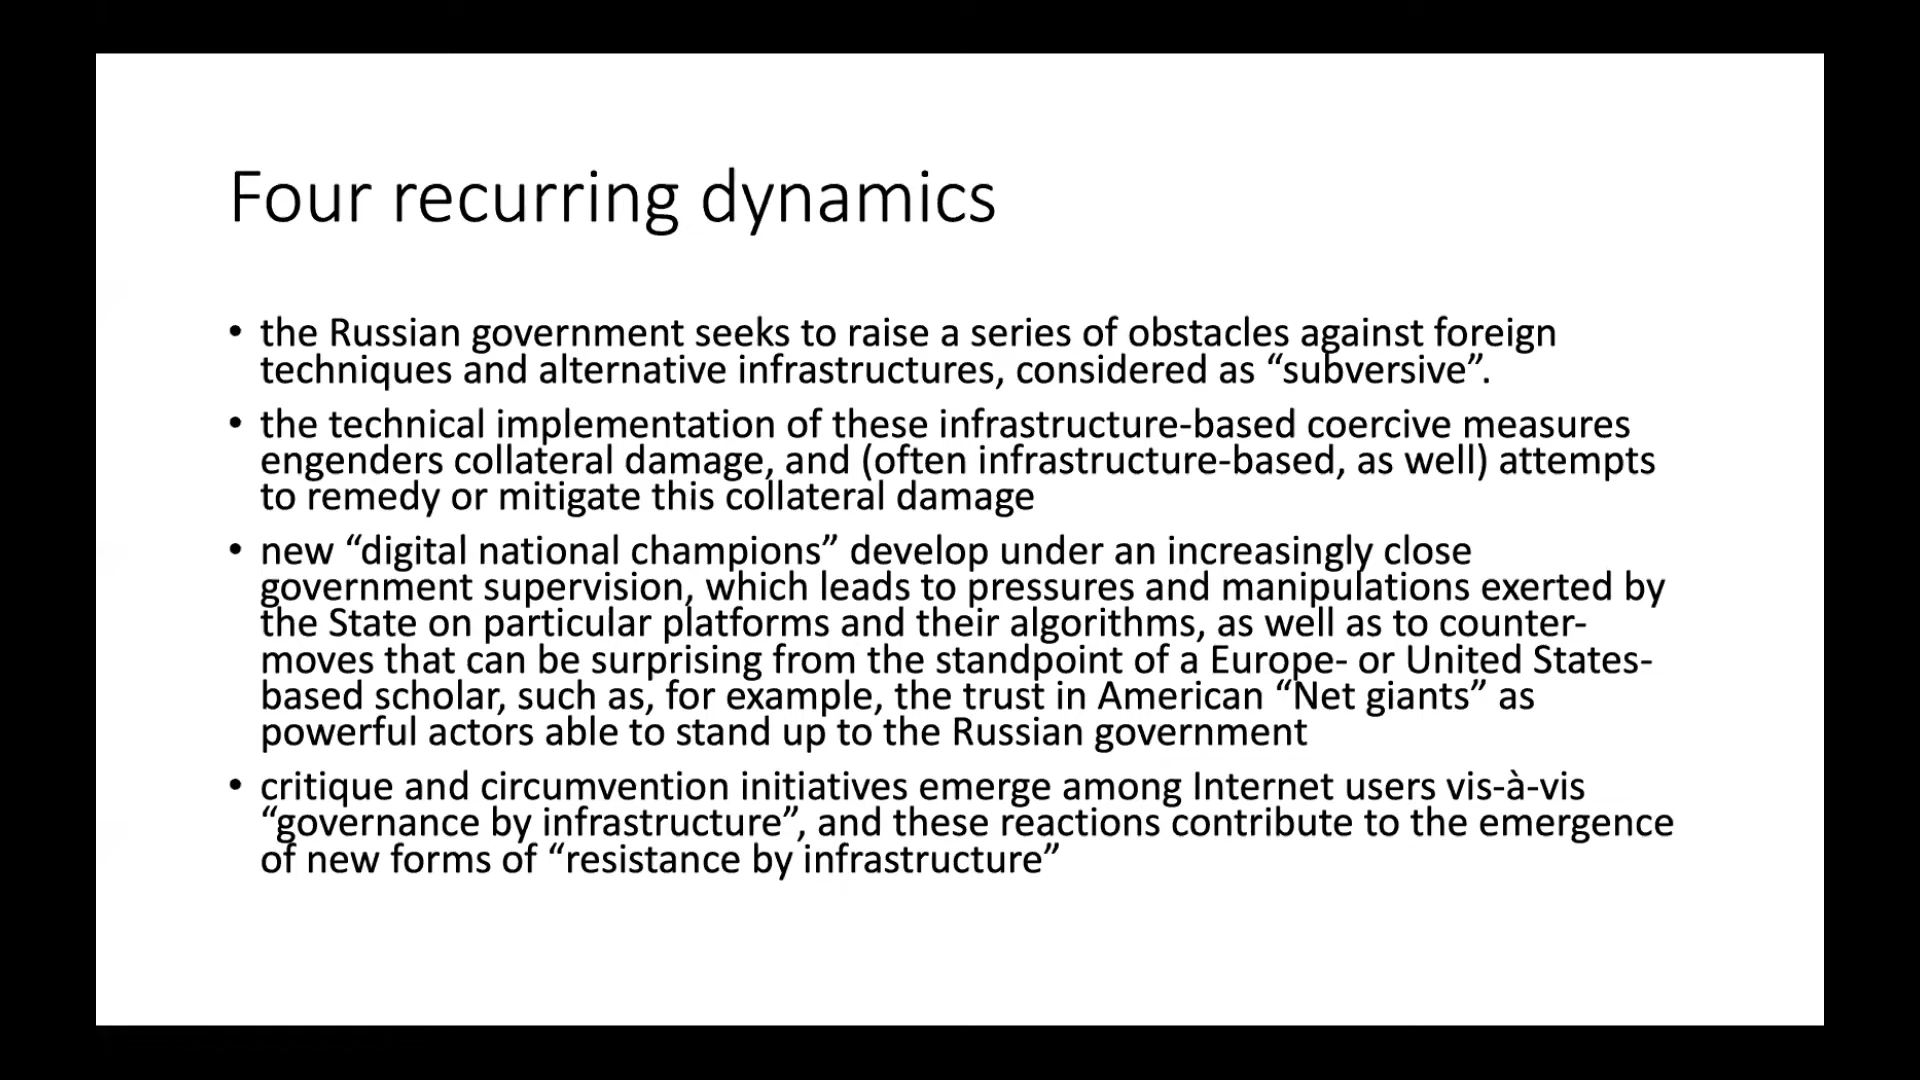 Four recurring dynamics
• the Russian government seeks to raise a series of obstacles against foreign
techniques and alternative infrastructures, considered as “subversive”.
• the technical implementation of these infrastructure-based coercive measures
engenders collateral damage, and (often infrastructure-based, as well) attempts
to remedy or mitigate this collateral damage
• new “digital national champions” develop under an increasingly close
government supervision, which leads to pressures and manipulations exerted by
the State on particular platforms and their algorithms, as well as to counter-
moves that can be surprising from the standpoint of a Europe- or United States-
based scholar, such as, for example, the trust in American “Net giants” as
powerful actors able to stand up to the Russian government
• critique and circumvention initiatives emerge among Internet users vis-à-vis
“governance by infrastructure”, and these reactions contribute to the emergence
of new forms of “resistance by infrastructure”